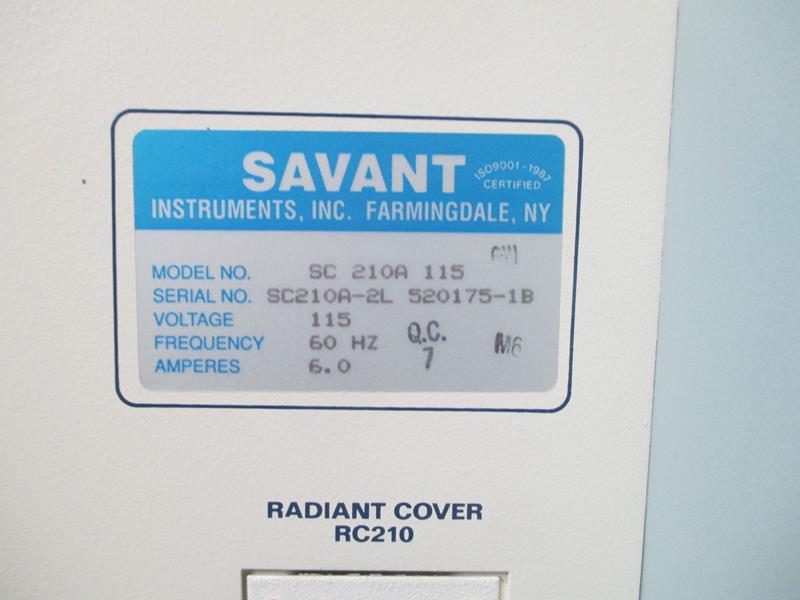 SAVANT
ISO9001-1987
CERTIFIED
INSTRUMENTS, INC. FARMINGDALE, NY
MODEL NO. SC 210A 115
SERIAL NO. SC210A-2L 520175-1B
VOLTAGE 115
FREQUENCY 60 HZ
AMPERES 6.0
Q.C.
7
M6
RADIANT COVER
RC210